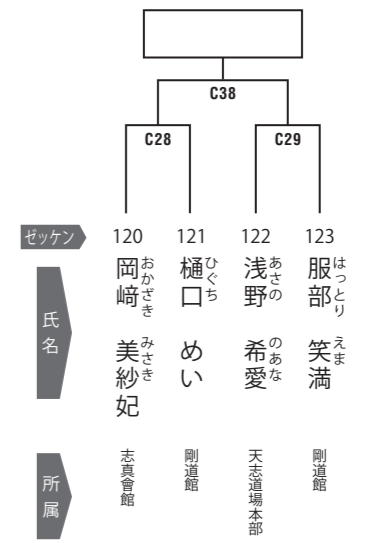 C38
C28
C29
ゼッケン
120
121
122
123
氏名
岡﨑 美紗妃
おかざき みさき
樋口 めい
ひぐち
浅野 希愛
あさの のあな
服部 笑満
はっとり えま
所属
志真會館
剛道館
天志道場本部
剛道館